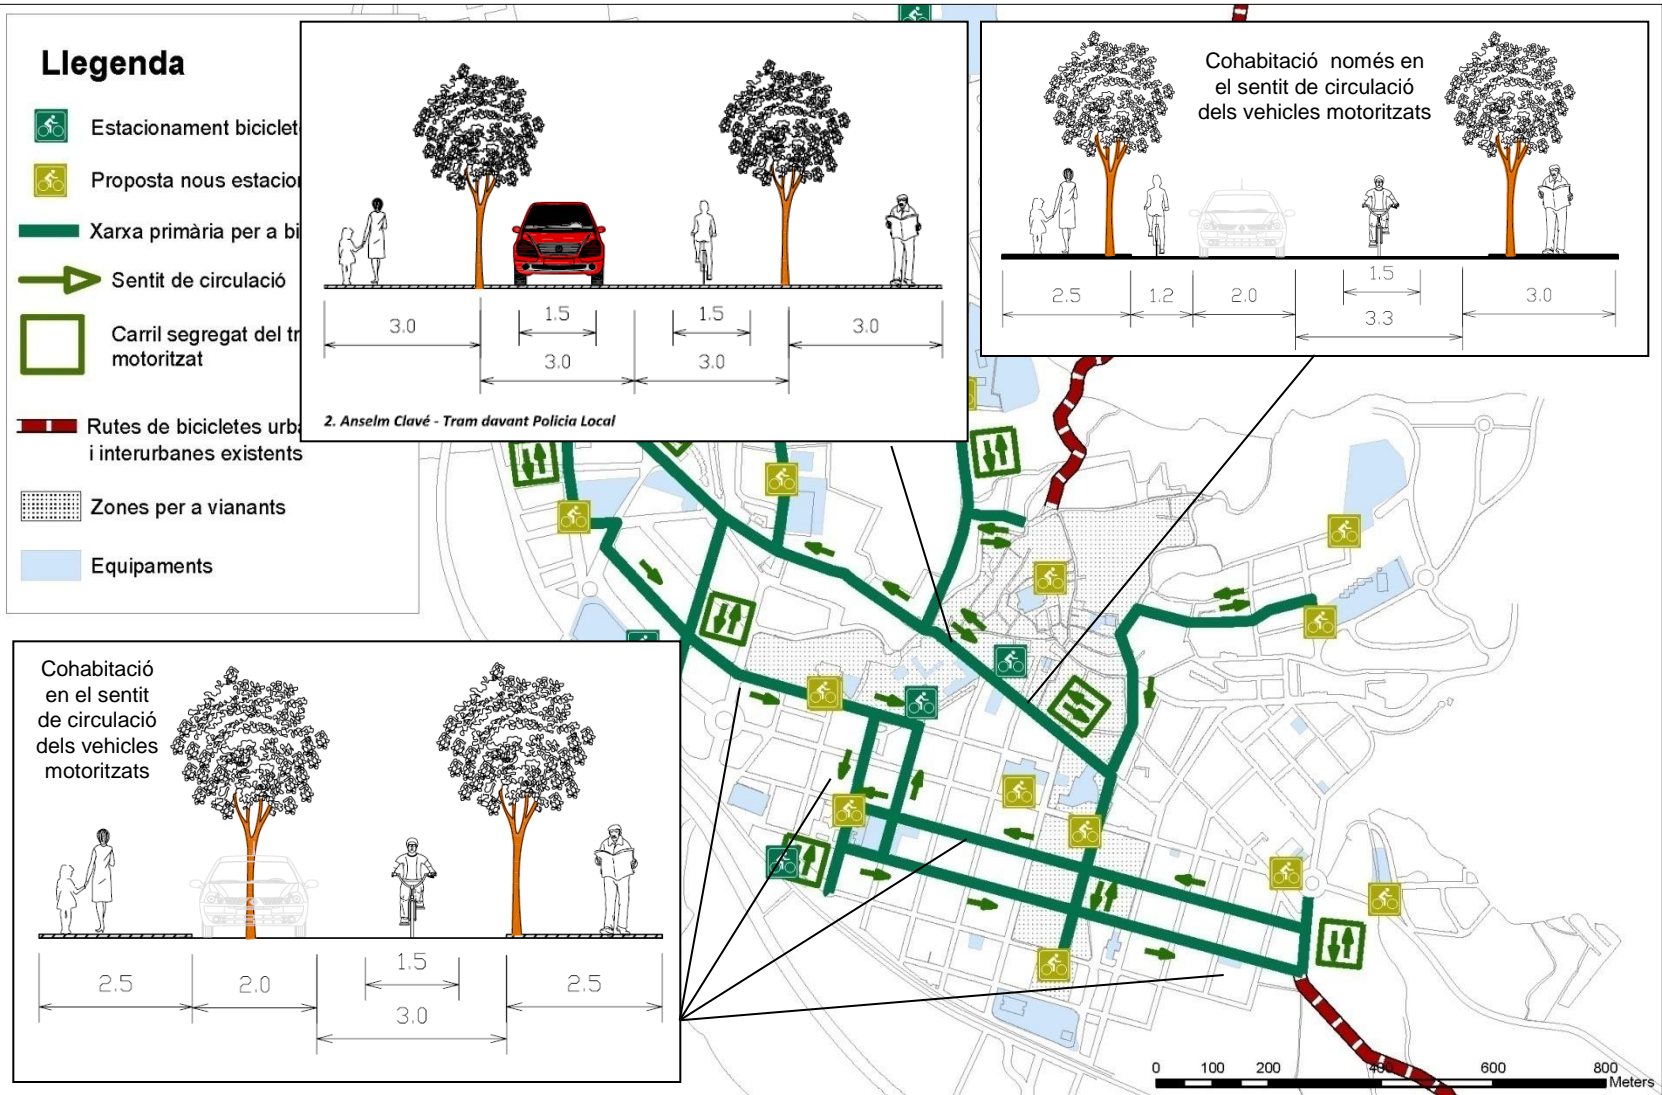 Llegenda
Estacionament biciclet
Proposta nous estacio
Xarxa primària per a bi
Sentit de circulació
Carril segregat del tr
motoritzat
Rutes de bicicletes urb
i interurbanes existents
Zones per a vianants
Equipaments
3.0
1.5
1.5
3.0
3.0
3.0
2. Anselm Clavé - Tram davant Policia Local
Cohabitació només en
el sentit de circulació
dels vehicles motoritzats
2.5
1.2
2.0
1.5
3.0
3.3
Cohabitació
en el sentit
de circulació
dels vehicles
motoritzats
2.5
2.0
1.5
2.5
3.0
0 100 200 400 600 800
Meters